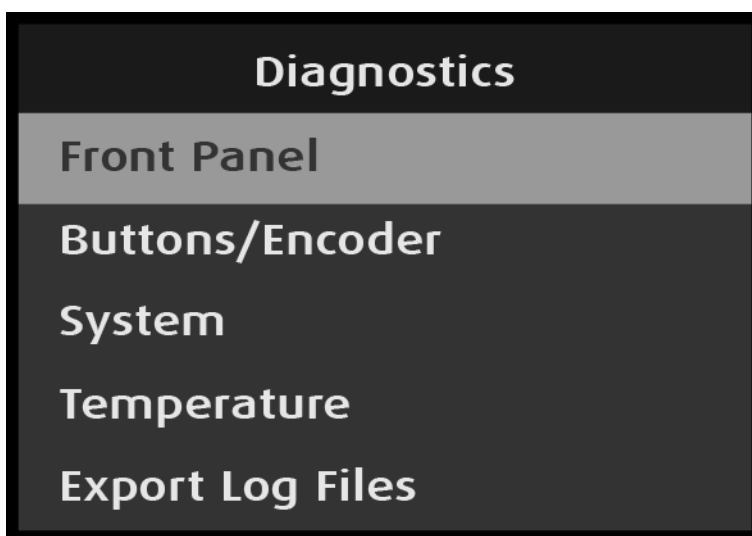 Diagnostics
Front Panel
Buttons/Encoder
System
Temperature
Export Log Files